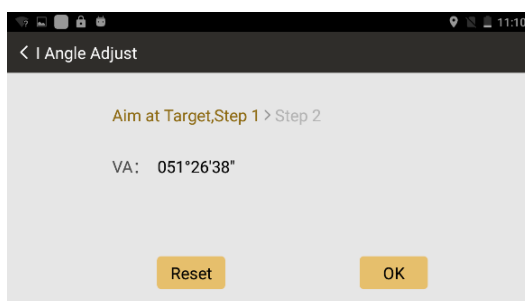 11:10
< I Angle Adjust
Aim at Target,Step 1 > Step 2
VA: 051°26'38"
Reset OK